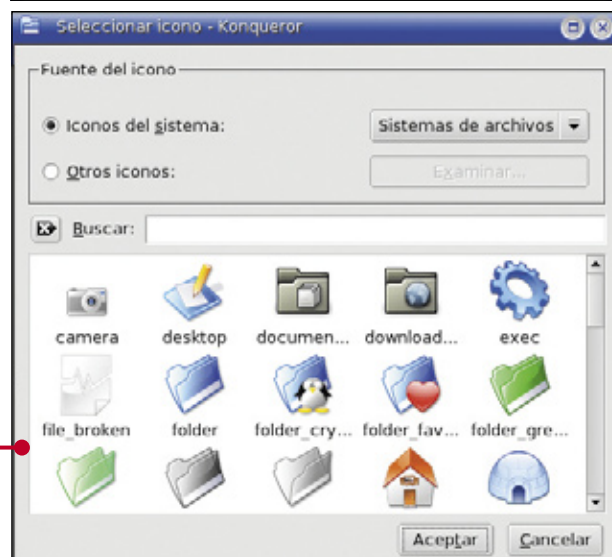 Seleccionar icono - Konqueror
Fuente del icono
Iconos del sistema:
Sistemas de archivos
Otros iconos:
Examinar...
Buscar:
camera
desktop
documen...
download...
exec
file_broken
folder
folder_cry...
folder_fav...
folder_gre...
Aceptar
Cancelar